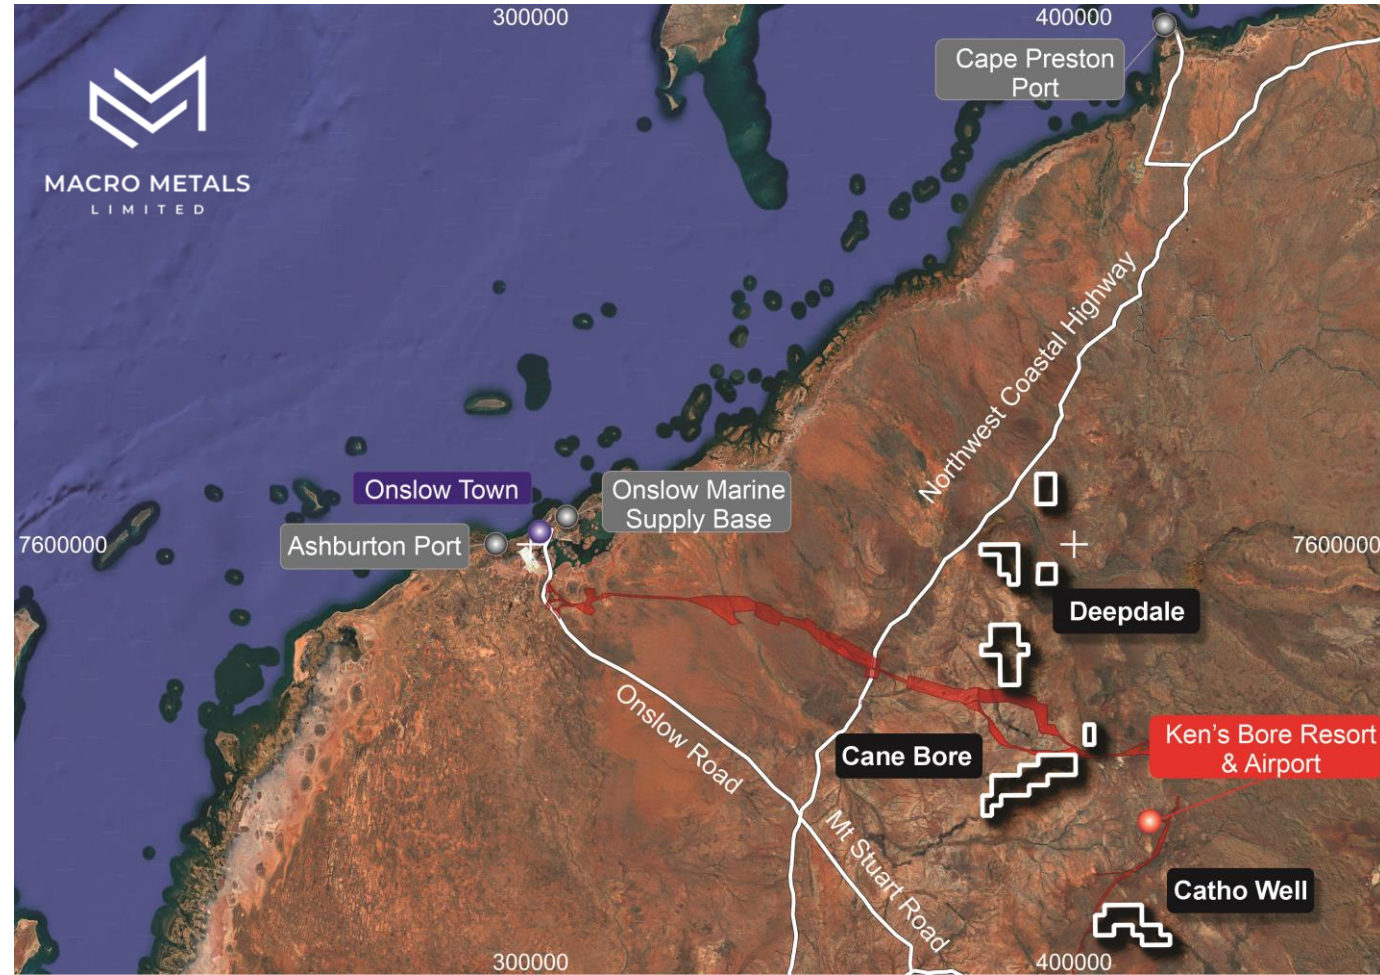 300000
400000
Cape Preston
Port
MACRO METALS
LIMITED
Northwest Coastal Highway
Onslow Town
Onslow Marine
Supply Base
Ashburton Port
7600000
7600000
Deepdale
Onslow Road
Cane Bore
Ken's Bore Resort
& Airport
Mt Stuart Road
Catho Well
300000
400000